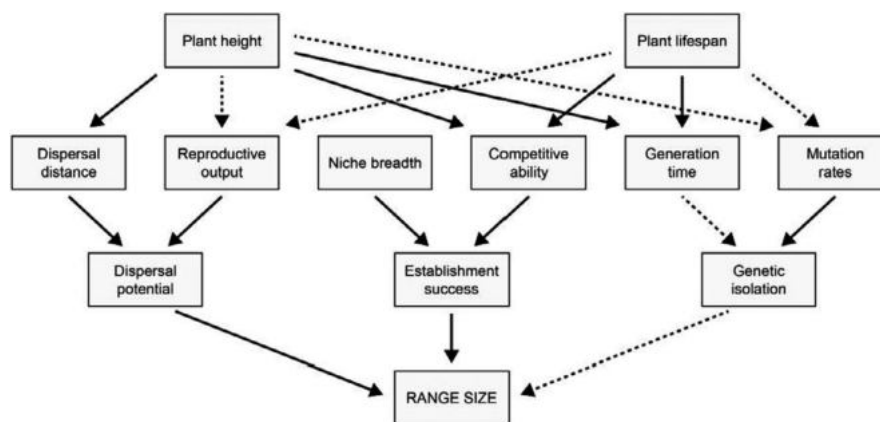 Plant height
Plant lifespan
Dispersal
distance
Reproductive
output
Niche breadth
Competitive
ability
Generation
time
Mutation
rates
Dispersal
potential
Establishment
success
Genetic
isolation
RANGE SIZE